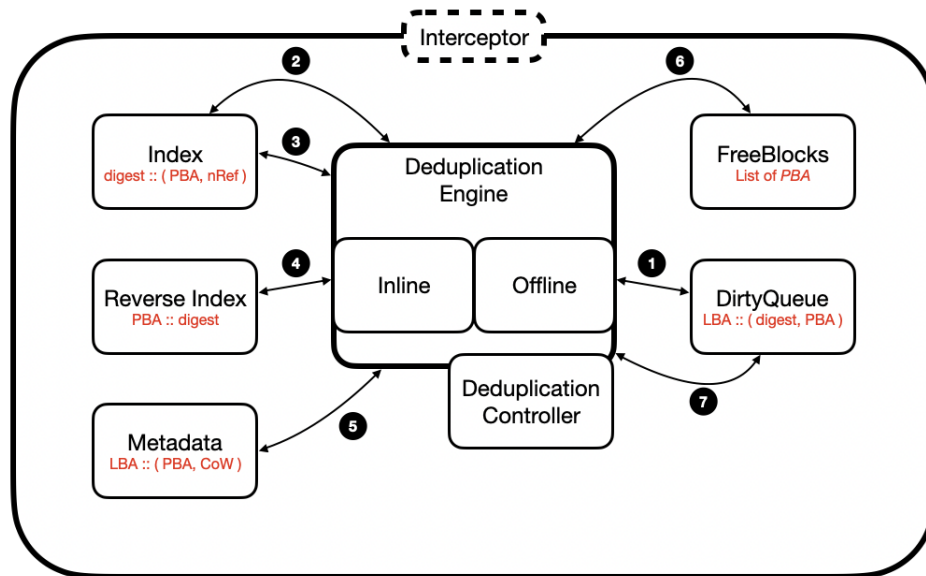 Interceptor
2
6
Index
digest :: ( PBA, nRef )
3
Deduplication
Engine
FreeBlocks
List of PBA
Reverse Index
PBA :: digest
4
Inline
Offline
1
DirtyQueue
LBA :: ( digest, PBA )
Deduplication
Controller
7
Metadata
LBA :: ( PBA, CoW )
5